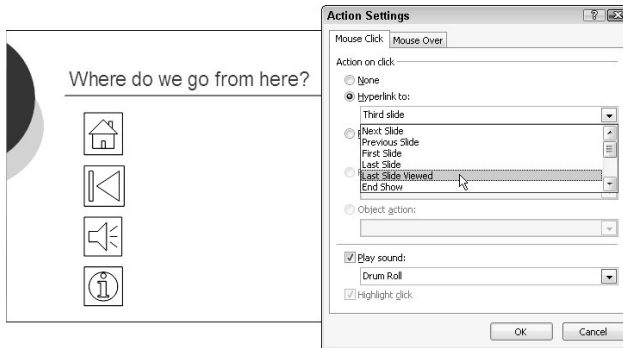 Where do we go from here?
Action Settings
Mouse Click Mouse Over
Action on click
None
Hyperlink to:
Third slide
Next Slide
Previous Slide
First Slide
Last Slide
Last Slide Viewed
End Show
Object action:
Play sound:
Drum Roll
Highlight click
OK Cancel